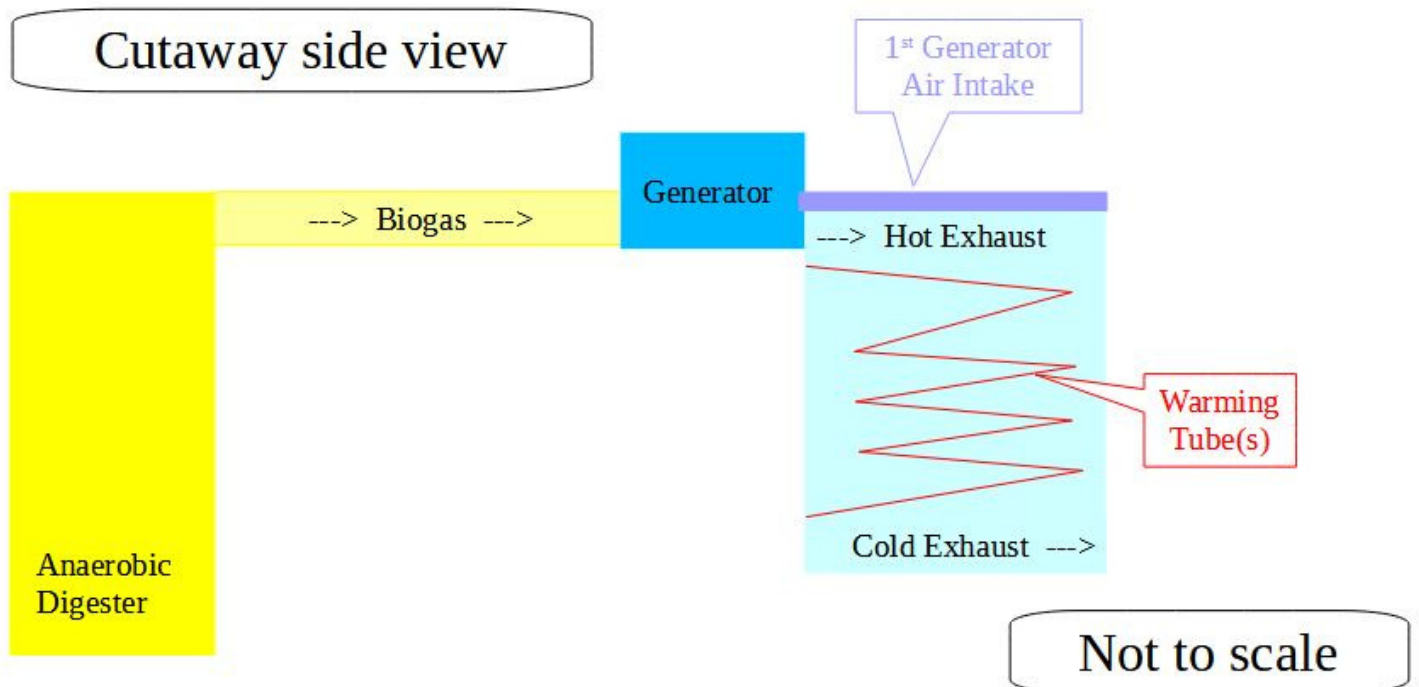 Cutaway side view
1st Generator
Air Intake
Generator
---> Biogas --->
---> Hot Exhaust
Warming
Tube(s)
Cold Exhaust --->
Anaerobic
Digester
Not to scale